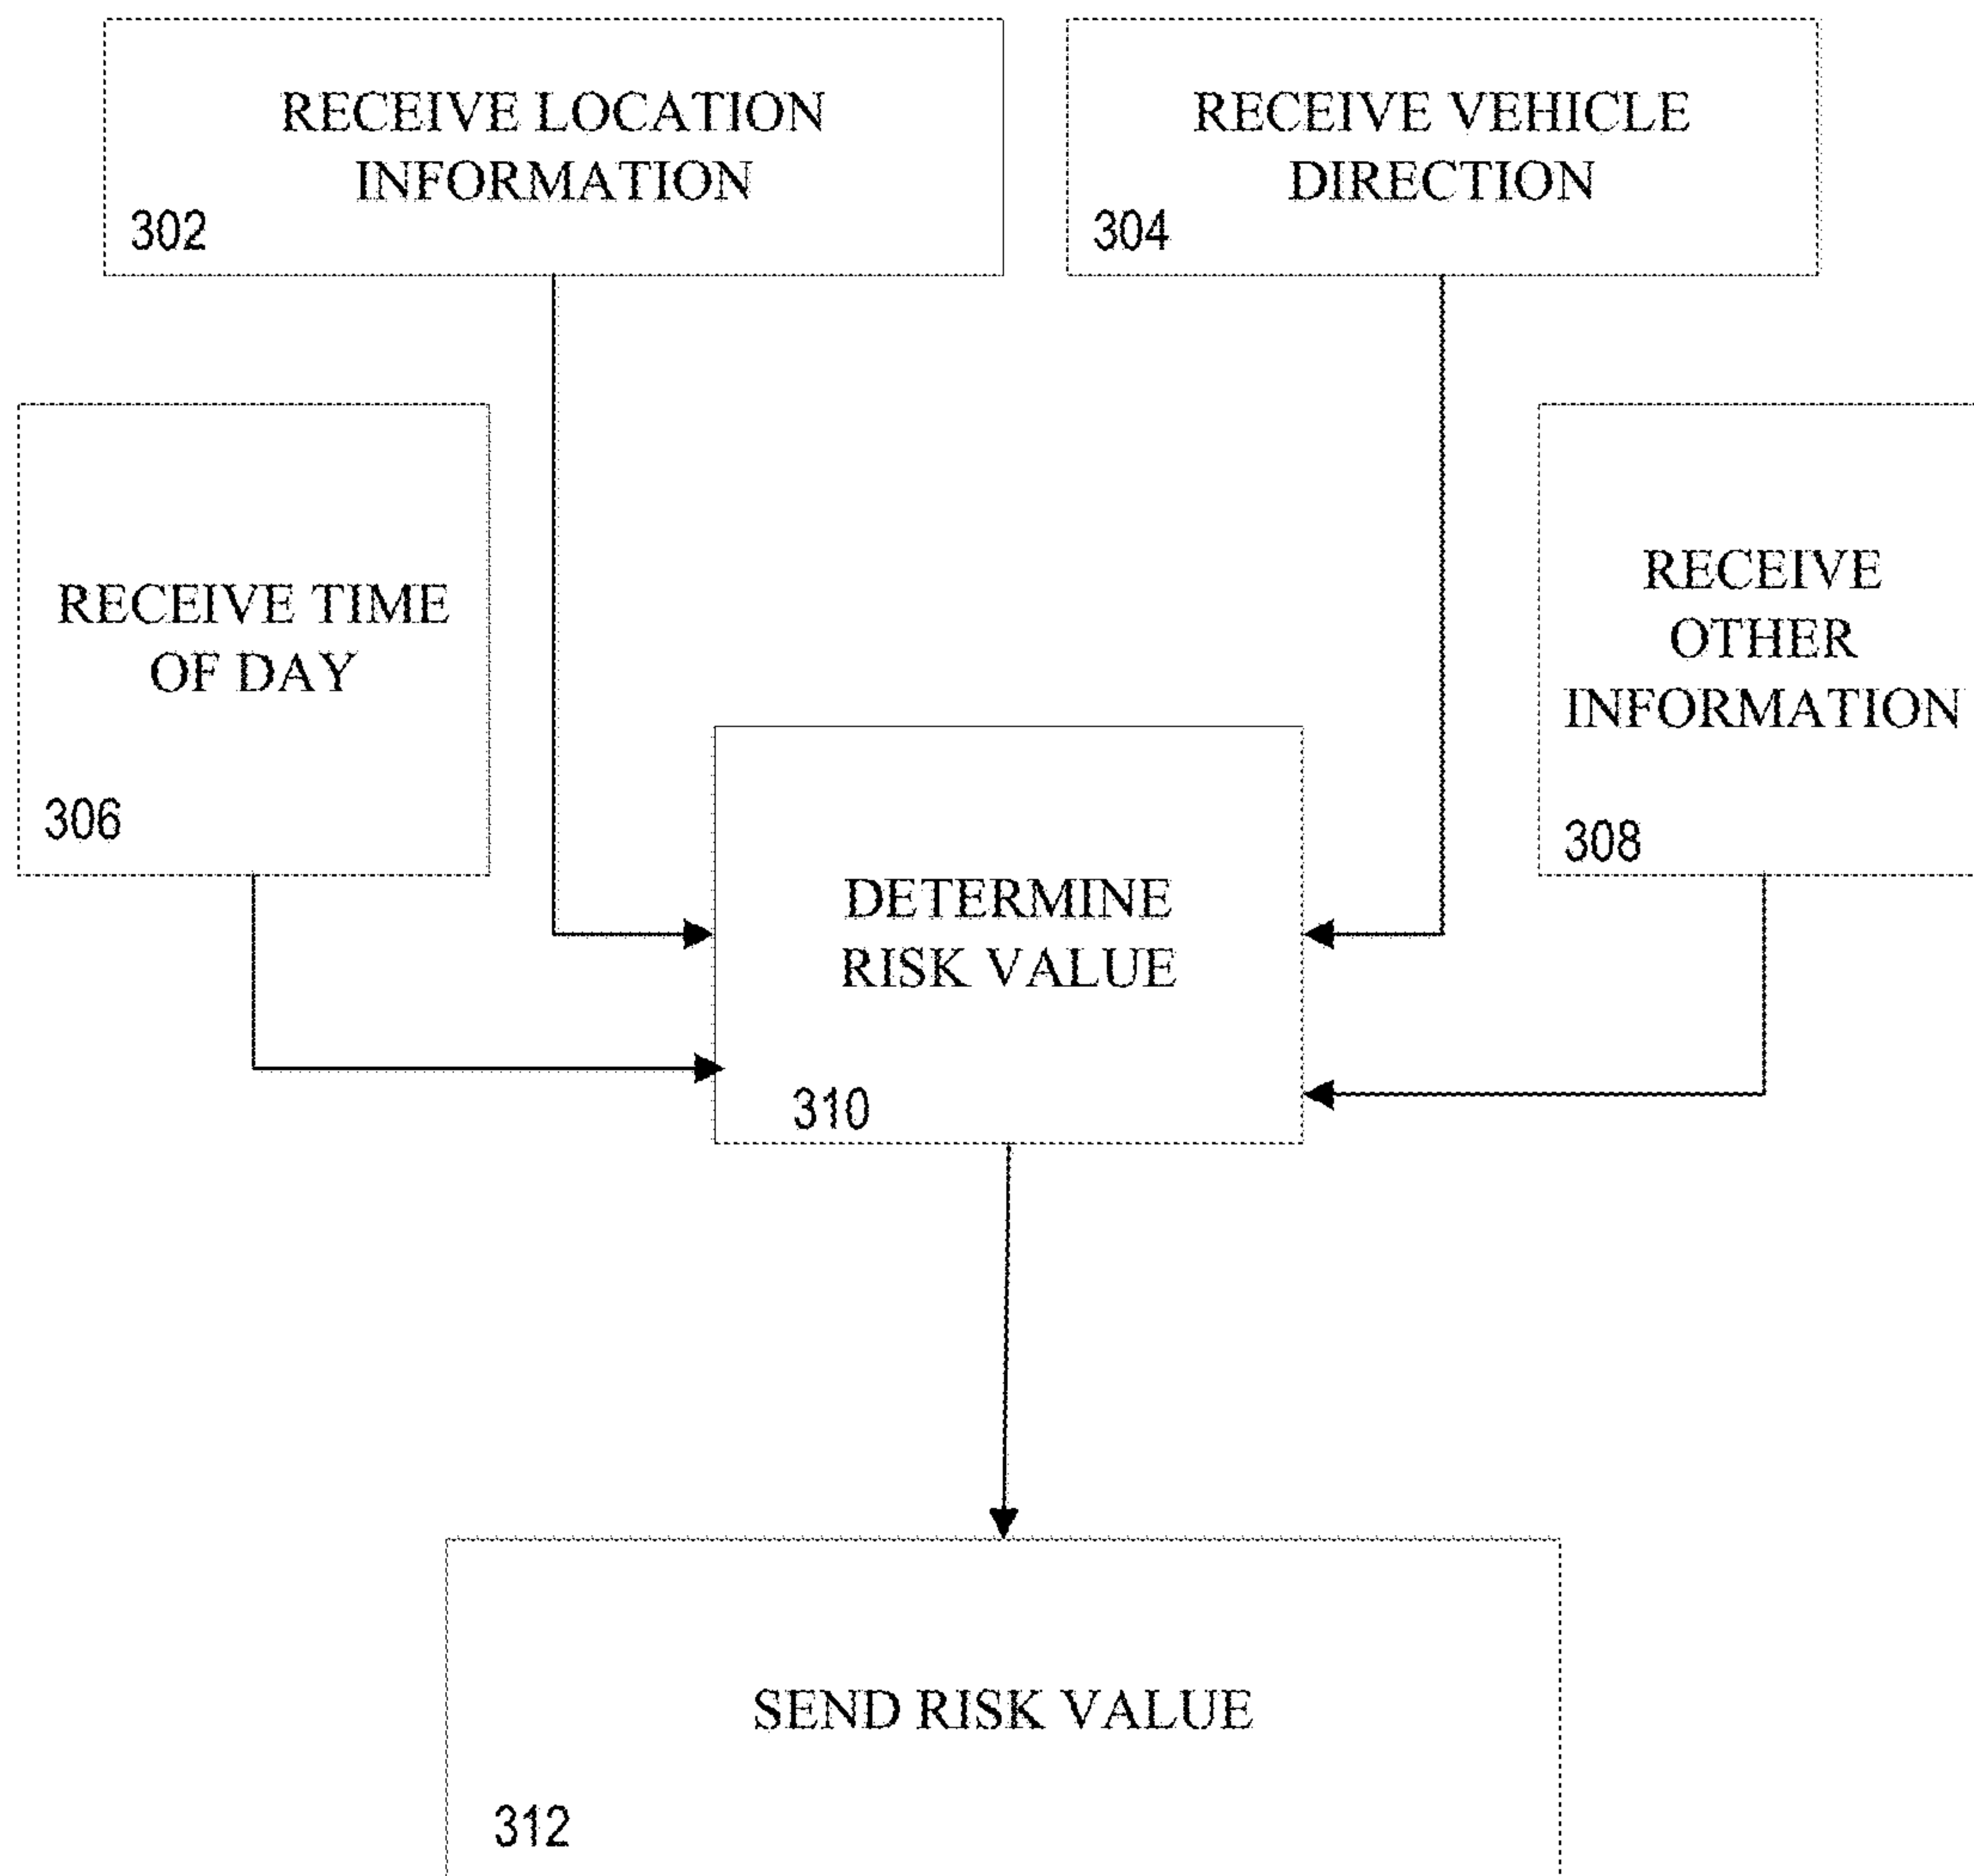 RECEIVE LOCATION
INFORMATION
302
RECEIVE VEHICLE
DIRECTION
304
RECEIVE TIME
OF DAY
306
RECEIVE
OTHER
INFORMATION
308
DETERMINE
RISK VALUE
310
SEND RISK VALUE
312